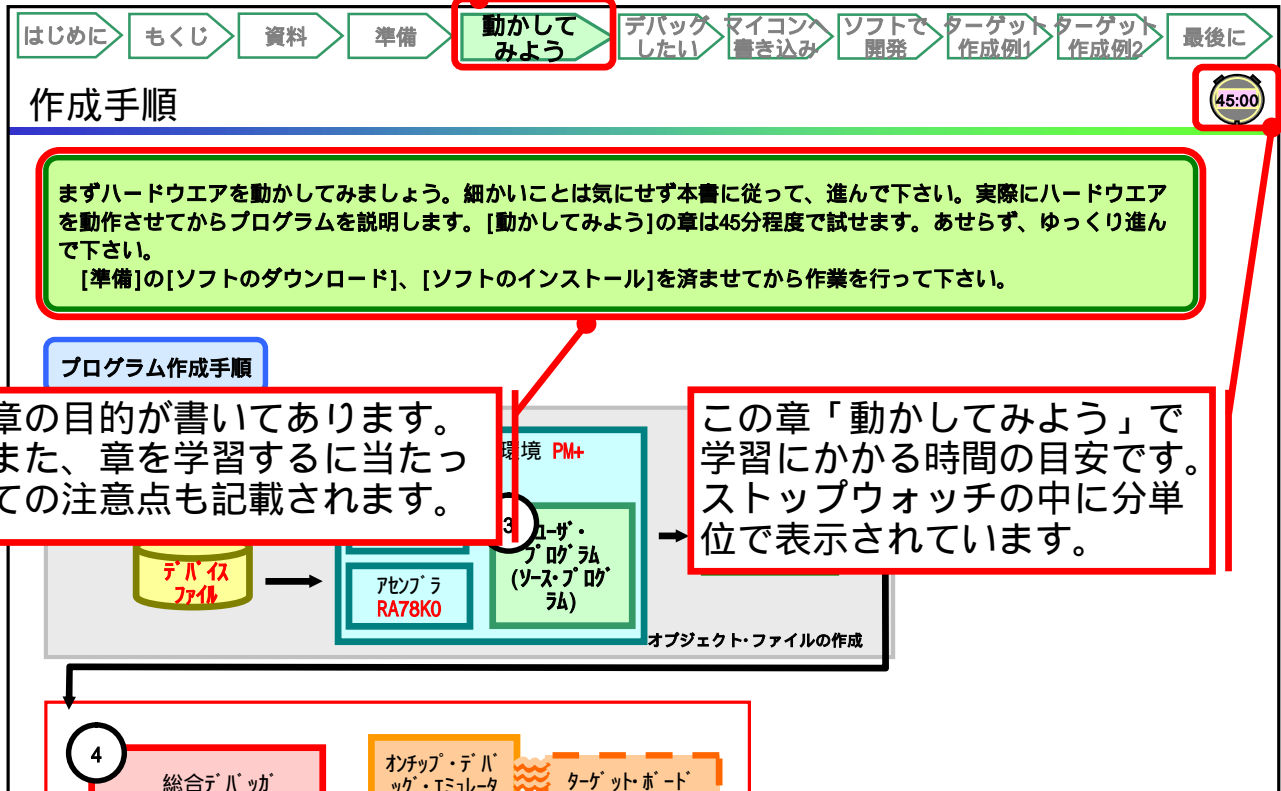 はじめに
もくじ
資料
準備
動かして
みよう
デバッグ
したい
マイコンへ
書き込み
ソフトで
開発
ターゲット
作成例1
ターゲット
作成例2
最後に
作成手順
45:00
まずハードウエアを動かしてみましょう。細かいことは気にせず本書に従って、進んで下さい。実際にハードウエア
を動作させてからプログラムを説明します。[動かしてみよう]の章は45分程度で試せます。あせらず、ゆっくり進ん
で下さい。
[準備]の[ソフトのダウンロード]、[ソフトのインストール]を済ませてから作業を行って下さい。
プログラム作成手順
章の目的が書いてあります。
また、章を学習するに当たっ
ての注意点も記載されます。
この章「動かしてみよう」で
学習にかかる時間の目安です。
ストップウォッチの中に分単
位で表示されています。
環境 PM+
3
ﾕｰｻﾞ・
ﾌﾟﾛｸﾞﾗﾑ
(ｿｰｽ・ﾌﾟﾛｸﾞ
ﾗﾑ)
ﾃﾞﾊﾞｲｽ
ﾌｧｲﾙ
ｱｾﾝﾌﾞﾗ
RA78K0
オブジェクト・ファイルの作成
4
総合ﾃﾞﾊﾞｯｶﾞ
ｵﾝﾁｯﾌﾟ・ﾃﾞﾊﾞ
ｯｸﾞ・ｴﾐｭﾚｰﾀ
ﾀｰｹﾞｯﾄ・ﾎﾞｰﾄﾞ